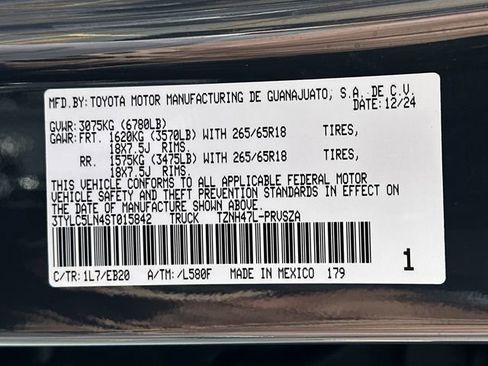 MFD.BY:TOYOTA MOTOR MANUFACTURING DE GUANAJUATO, S.A. DE C.V.
DATE:12/24
GVWR:3075KG (6780LB)
GAWR:FRT. 1620KG (3570LB) WITH 265/65R18 TIRES,
18X7.5J RIMS.
RR. 1575KG (3475LB) WITH 265/65R18 TIRES,
18X7.5J RIMS.
THIS VEHICLE CONFORMS TO ALL APPLICABLE FEDERAL MOTOR
VEHICLE SAFETY AND THEFT PREVENTION STANDARDS IN EFFECT ON
THE DATE OF MANUFACTURE SHOWN ABOVE.
3TYLC5LN4ST015842 TRUCK TZNH47L-PRVSZA
1
C/TR:1L7/EB20 A/TM:/L580F MADE IN MEXICO 179